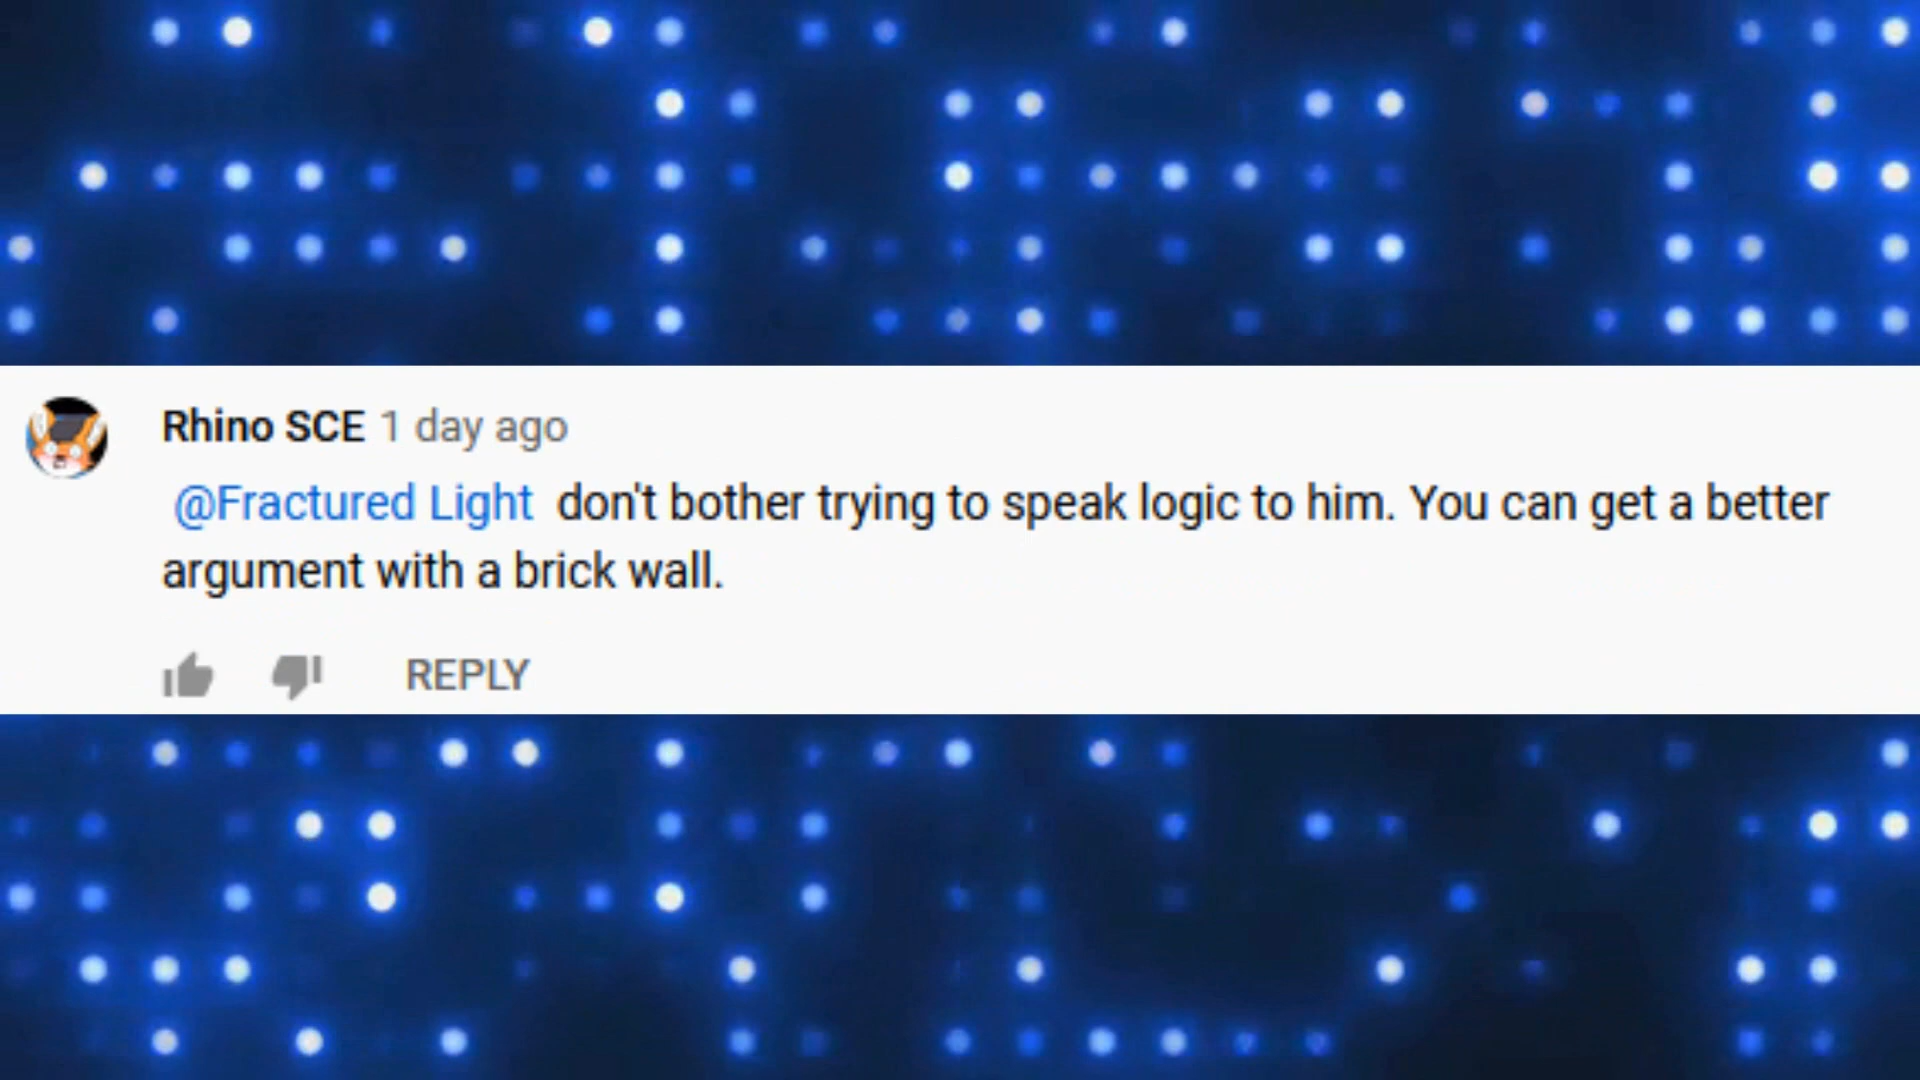 Rhino SCE 1 day ago
@Fractured Light don't bother trying to speak logic to him. You can get a better
argument with a brick wall.
REPLY